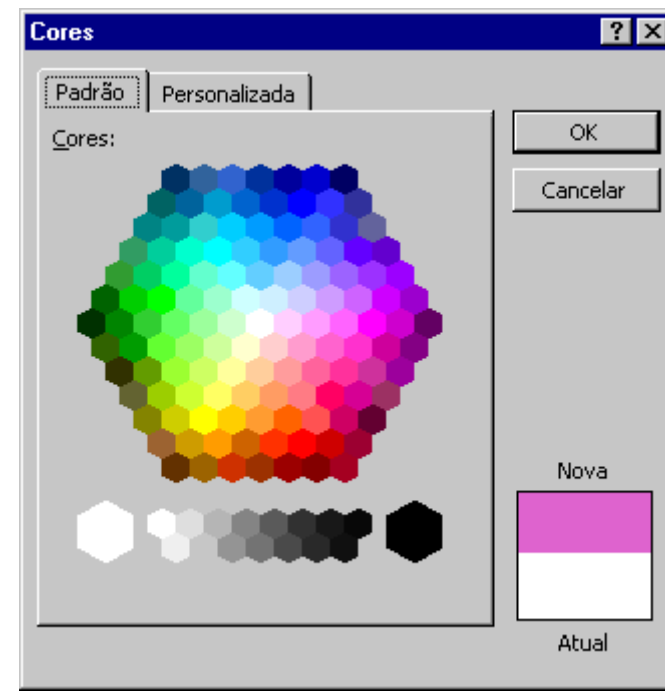 Cores
Padrão
Personalizada
Cores:
OK
Cancelar
Nova
Atual